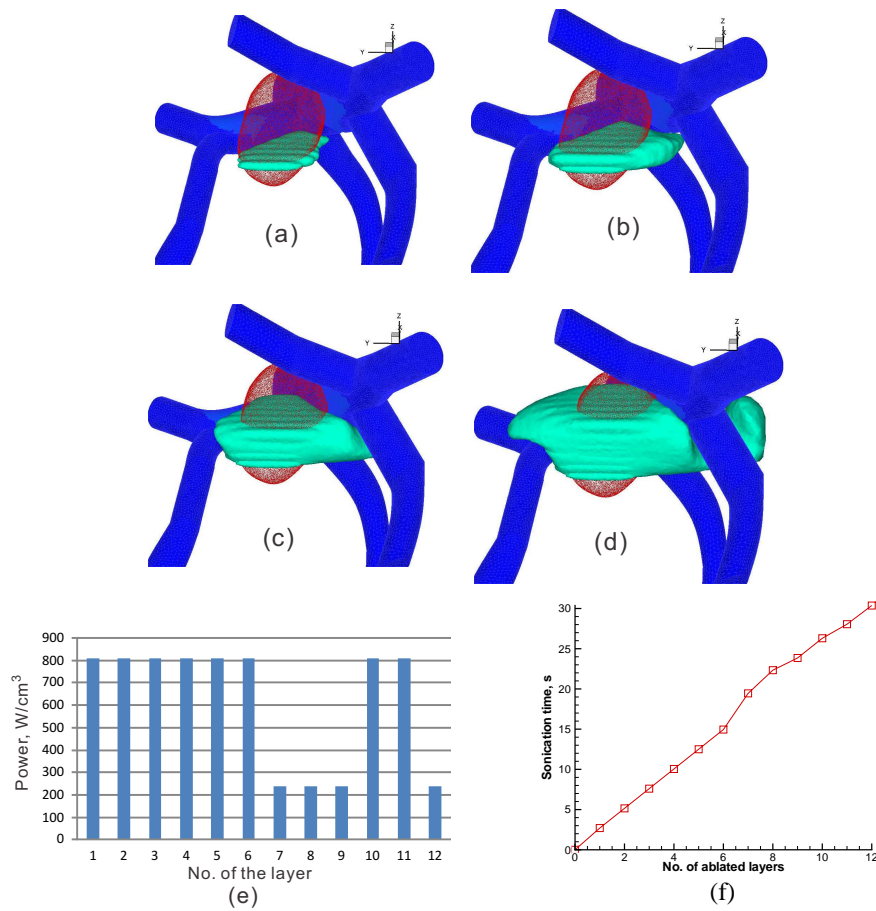 Z
X
Y
Z
X
Y
(a)
(b)
Z
X
Y
Z
X
Y
(c)
(d)
900
800
700
600
500
400
300
200
100
0
Power, W/cm³
1 2 3 4 5 6 7 8 9 10 11 12
No. of the layer
(e)
30
25
20
15
10
5
0
Sonication time, s
0 2 4 6 8 10 12
No. of ablated layers
(f)